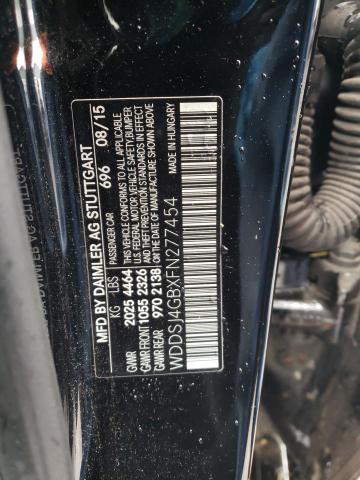 MFD BY DAIMLER AG STUTTGART
696 08/15
PASSENGER CAR
KG LBS
GVWR 2025 4464
GAWR FRONT 1055 2326
GAWR REAR 970 2138
THIS VEHICLE CONFORMS TO ALL APPLICABLE
FEDERAL MOTOR VEHICLE SAFETY, BUMPER
AND THEFT PREVENTION STANDARDS IN EFFECT
ON THE DATE OF MANUFACTURE SHOWN ABOVE
WDDSJ4GBXFN277454
MADE IN HUNGARY